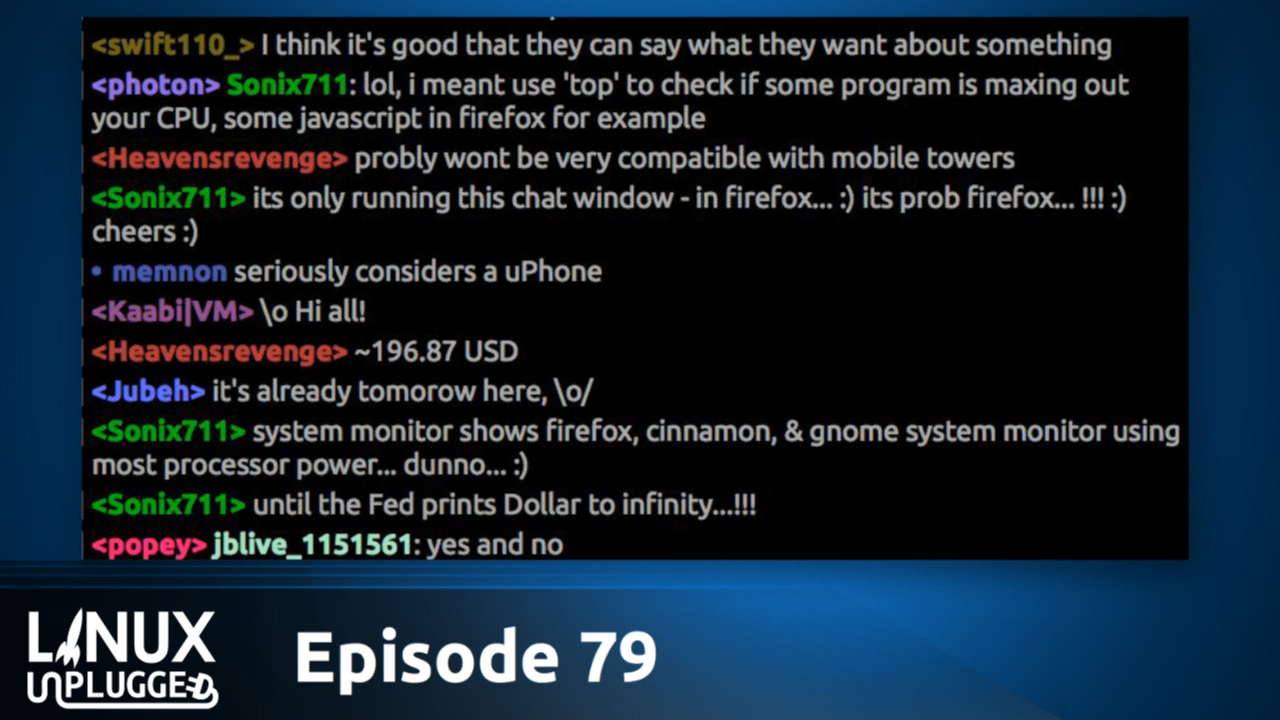 <swift110_> I think it's good that they can say what they want about something
<photon> Sonix711: lol, i meant use 'top' to check if some program is maxing out
your CPU, some javascript in firefox for example
<Heavensrevenge> probly wont be very compatible with mobile towers
<Sonix711> its only running this chat window - in firefox... :) its prob firefox... !!! :)
cheers :)
• memnon seriously considers a uPhone
<Kaabi|VM> \o Hi all!
<Heavensrevenge> ~196.87 USD
<Jubeh> it's already tomorow here, \o/
<Sonix711> system monitor shows firefox, cinnamon, & gnome system monitor using
most processor power... dunno... :)
<Sonix711> until the Fed prints Dollar to infinity...!!!
<popey> jblive_1151561: yes and no
LINUX
UNPLUGGED
Episode 79